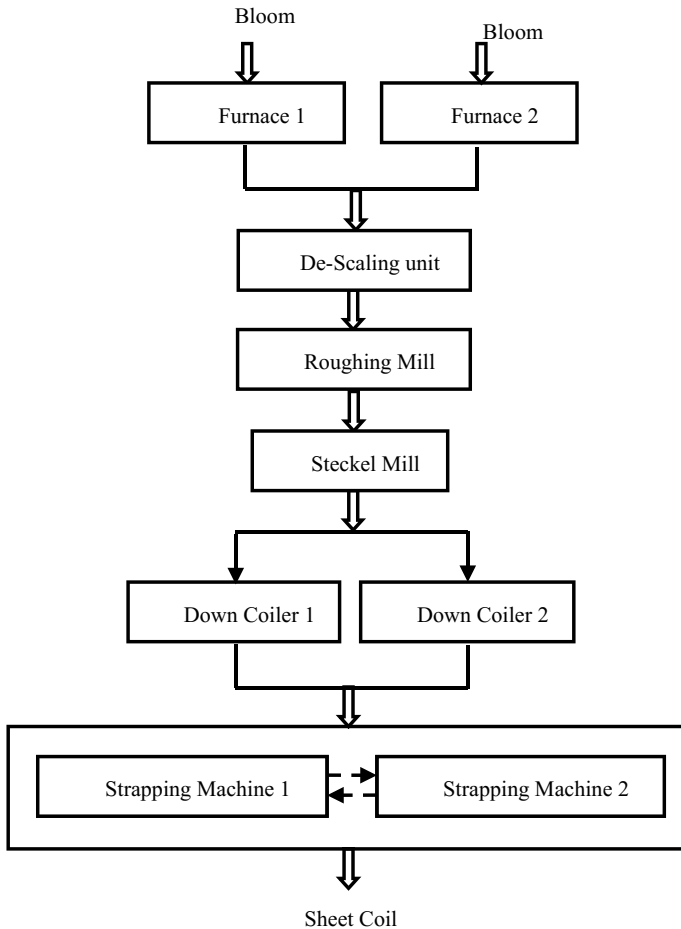 Bloom
Bloom
Furnace 1
Furnace 2
De-Scaling unit
Roughing Mill
Steckel Mill
Down Coiler 1
Down Coiler 2
Strapping Machine 1
Strapping Machine 2
Sheet Coil